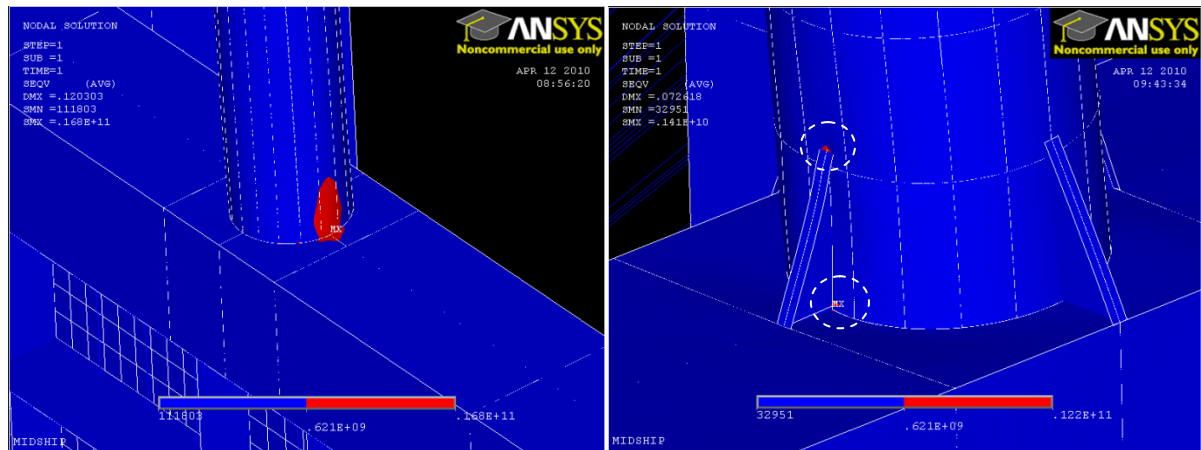 NODAL SOLUTION
STEP=1
SUB =1
TIME=1
SEQV (AVG)
DMX =.120303
SMN =111803
SMX =.168E+11
ANSYS
Noncommercial use only
APR 12 2010
08:56:20
MX
111803
.621E+09
.168E+11
MIDSHIP
NODAL SOLUTION
STEP=1
SUB =1
TIME=1
SEQV (AVG)
DMX =.072618
SMN =32951
SMX =.141E+10
ANSYS
Noncommercial use only
APR 12 2010
09:43:34
MX
32951
.621E+09
.122E+11
MIDSHIP